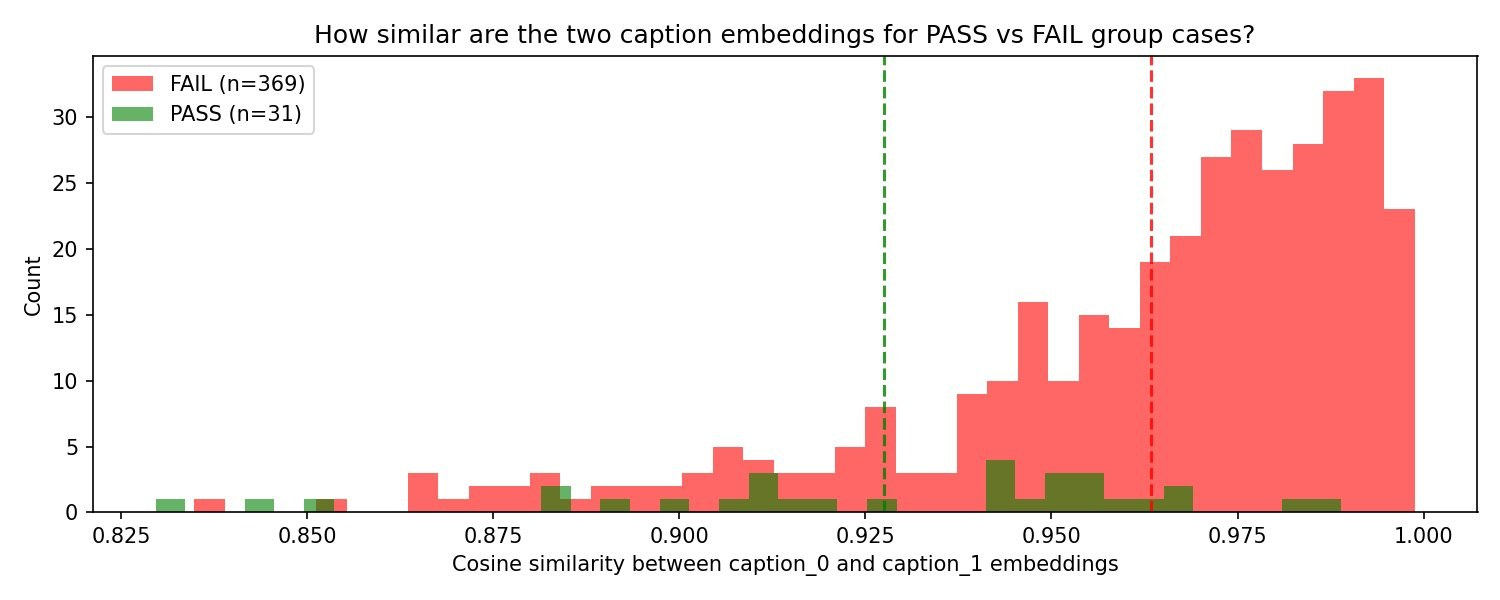 How similar are the two caption embeddings for PASS vs FAIL group cases?
FAIL (n=369)
PASS (n=31)
Count
30
25
20
15
10
5
0
0.825 0.850 0.875 0.900 0.925 0.950 0.975 1.000
Cosine similarity between caption_0 and caption_1 embeddings